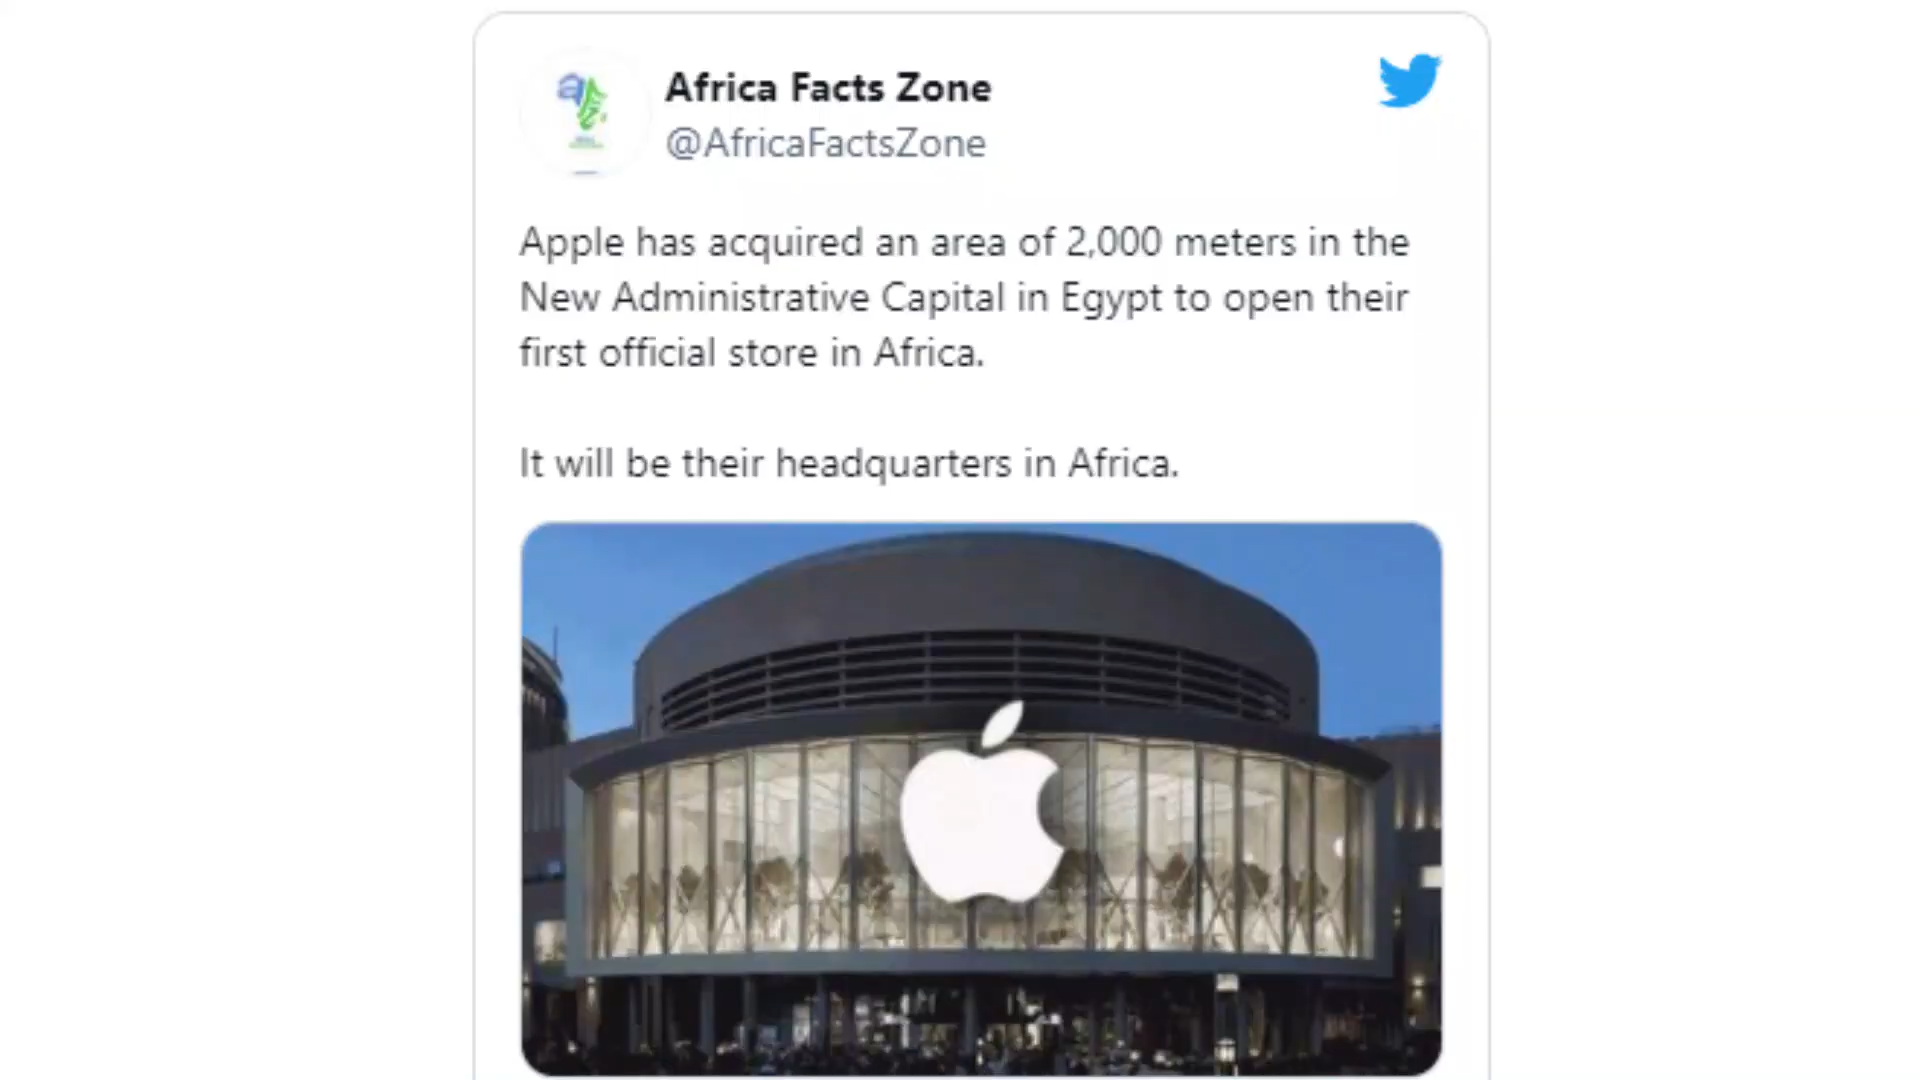 Africa Facts Zone
@AfricaFactsZone
Apple has acquired an area of 2,000 meters in the
New Administrative Capital in Egypt to open their
first official store in Africa.
It will be their headquarters in Africa.